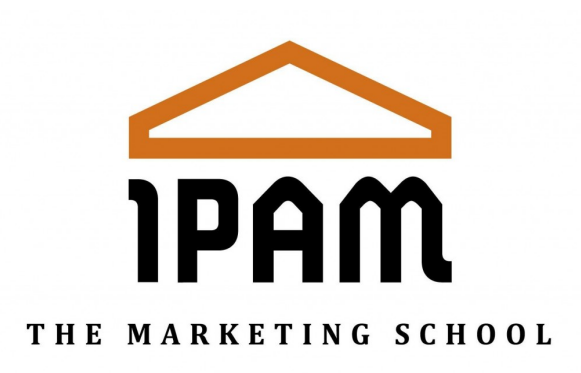 IPAM
THE MARKETING SCHOOL